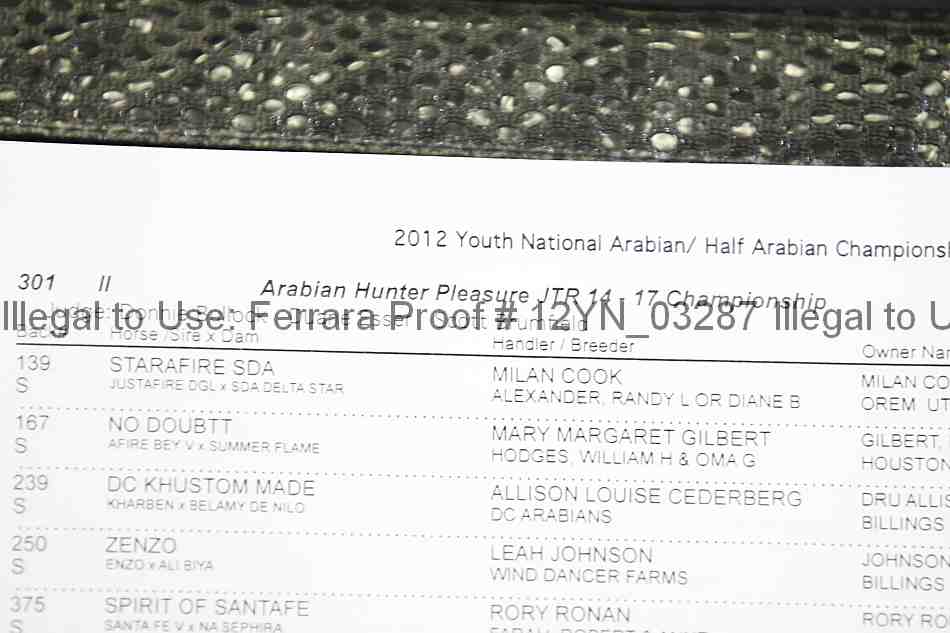 2012 Youth National Arabian/ Half Arabian Champions
301 II Arabian Hunter Pleasure JTR 14 - 17 Championship
Illegal to Use: Ferrara Proof # 12YN_03287 Illegal to U
Horse /Sire x Dam Handler / Breeder Owner Nar
139 STARAFIRE SDA MILAN COOK MILAN CO
S JUSTAFIRE DGL x SDA DELTA STAR ALEXANDER, RANDY L OR DIANE B OREM UT
167 NO DOUBTT MARY MARGARET GILBERT GILBERT,
S AFIRE BEY V x SUMMER FLAME HODGES, WILLIAM H & OMA G HOUSTON
239 DC KHUSTOM MADE ALLISON LOUISE CEDERBERG DRU ALLIS
S KHARBEN x BELAMY DE NILO DC ARABIANS BILLINGS
250 ZENZO LEAH JOHNSON JOHNSON
S ENZO x ALI BIYA WIND DANCER FARMS BILLINGS
375 SPIRIT OF SANTAFE RORY RONAN RORY RO
S SANTA FE V x NA SEPHIRA